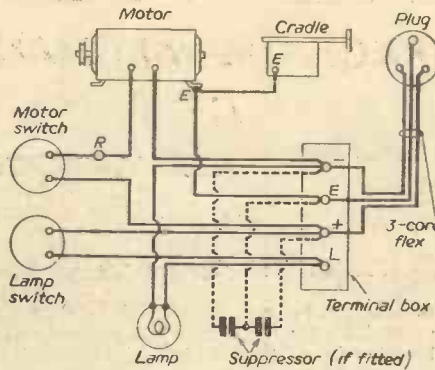 Motor
Cradle
Plug
E
E
Motor
switch
R
−
E
+
L
3-core
flex
Lamp
switch
Terminal box
Lamp
Suppressor (if fitted)